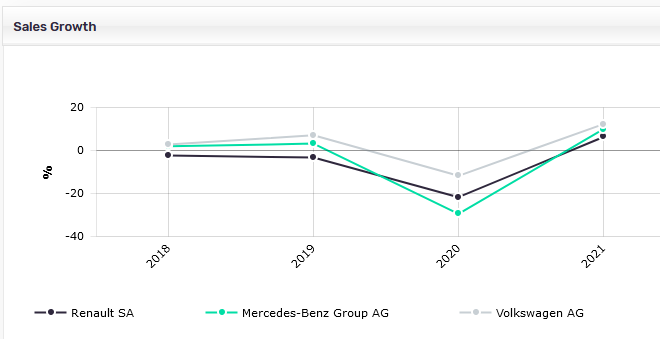 Sales Growth
20
0
-20
-40
%
2018
2019
2020
2021
Renault SA
Mercedes-Benz Group AG
Volkswagen AG